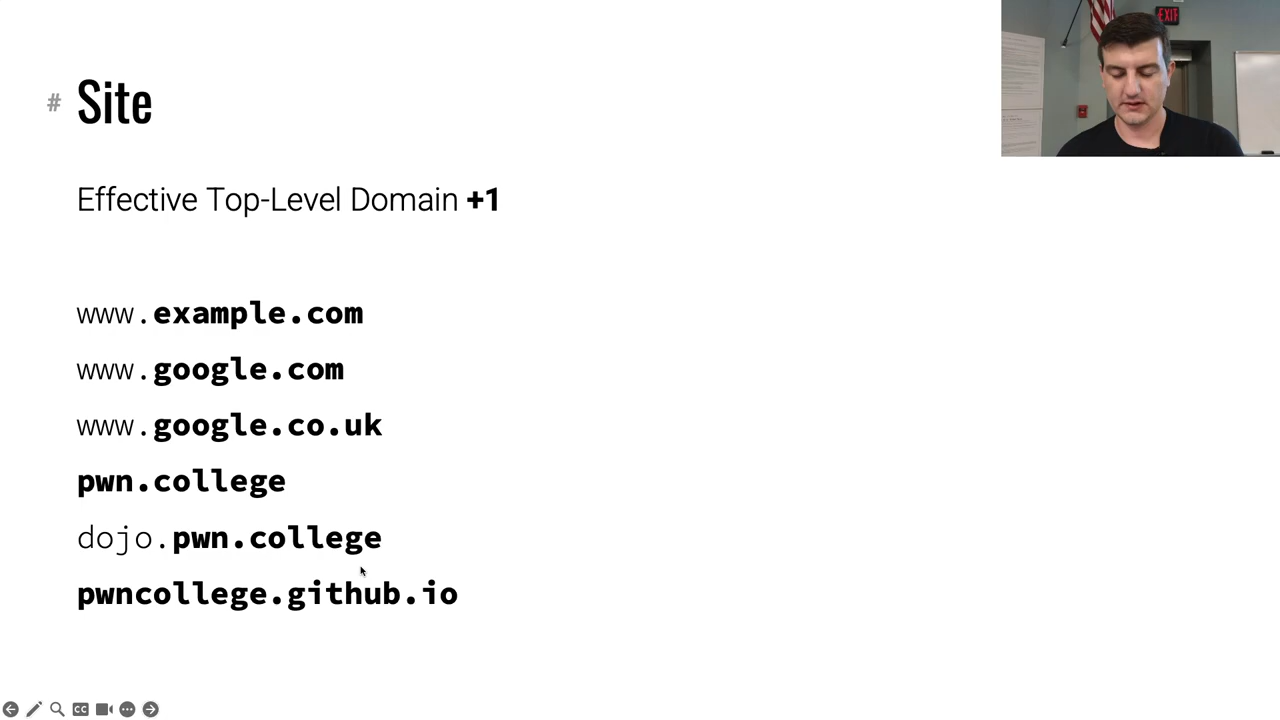 # Site
EXIT
Effective Top-Level Domain +1
www.example.com
www.google.com
www.google.co.uk
pwn.college
dojo.pwn.college
pwncollege.github.io
CC